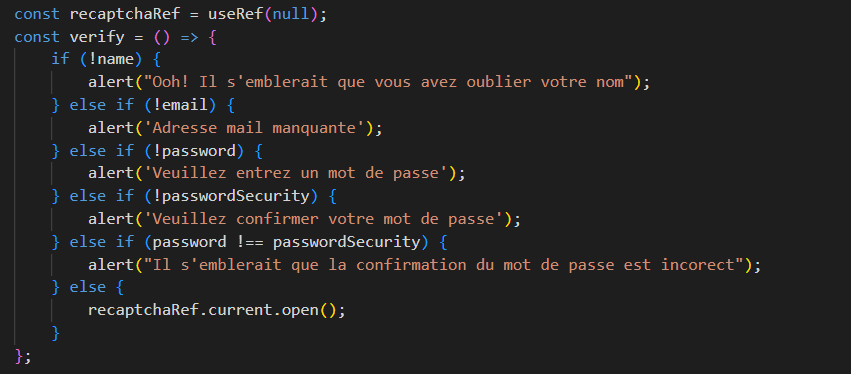 const recaptchaRef = useRef(null);
const verify = () => {
    if (!name) {
        alert("Ooh! Il s'emblerait que vous avez oublier votre nom");
    } else if (!email) {
        alert('Adresse mail manquante');
    } else if (!password) {
        alert('Veuillez entrez un mot de passe');
    } else if (!passwordSecurity) {
        alert('Veuillez confirmer votre mot de passe');
    } else if (password !== passwordSecurity) {
        alert("Il s'emblerait que la confirmation du mot de passe est incorect");
    } else {
        recaptchaRef.current.open();
    }
};